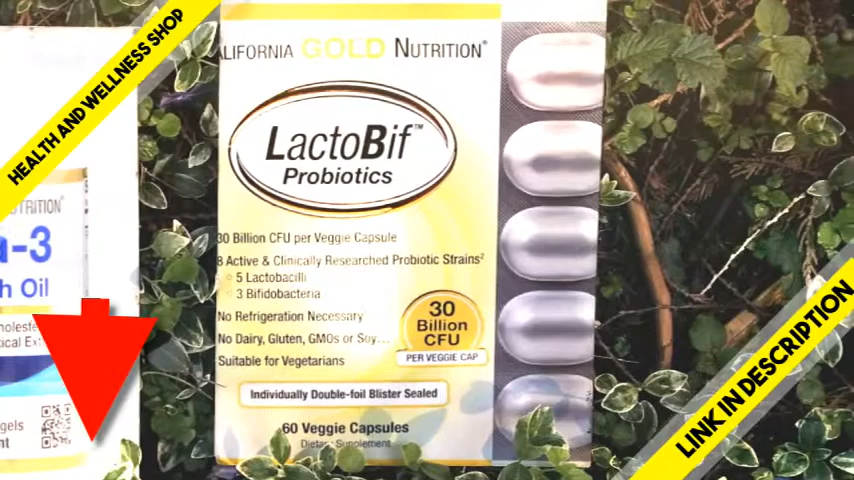 HEALTH AND WELLNESS SHOP
CALIFORNIA GOLD NUTRITION®
LactoBif™
Probiotics
30 Billion CFU per Veggie Capsule
8 Active & Clinically Researched Probiotic Strains²
5 Lactobacilli
3 Bifidobacteria
No Refrigeration Necessary
No Dairy, Gluten, GMOs or Soy...
Suitable for Vegetarians
30
Billion
CFU
PER VEGGIE CAP
Individually Double-foil Blister Sealed
60 Veggie Capsules
Dietary Supplement
-3
h Oil
LINK IN DESCRIPTION